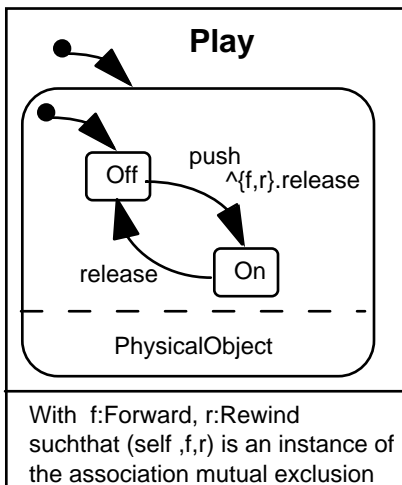 Play
push
^{f,r}.release
Off
release
On
PhysicalObject
With f:Forward, r:Rewind
suchthat (self ,f,r) is an instance of
the association mutual exclusion